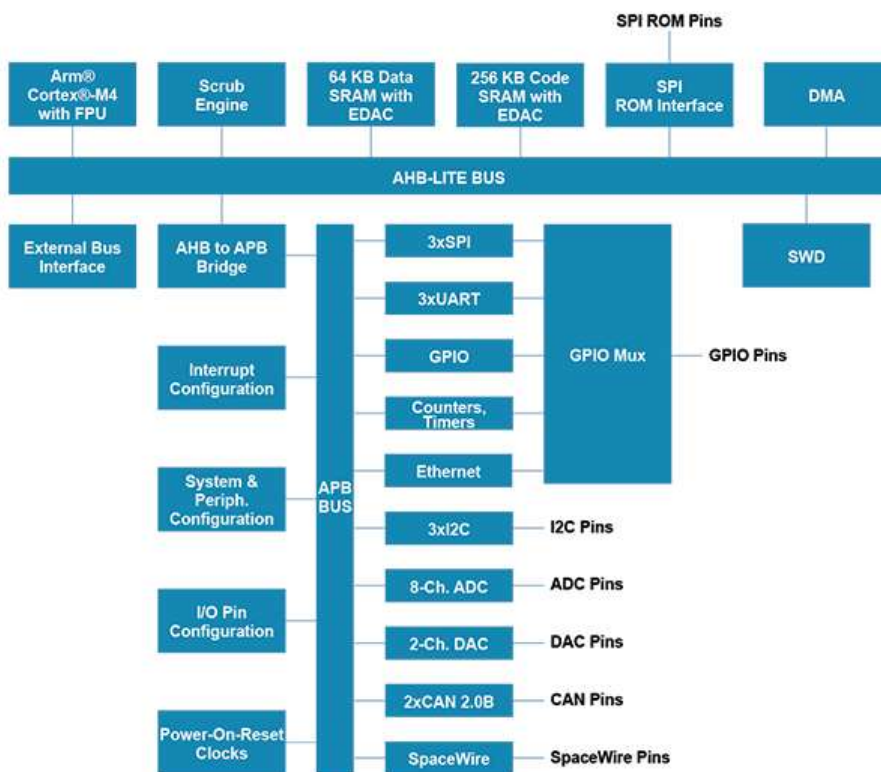 SPI ROM Pins
Arm®
Cortex®-M4
with FPU
Scrub
Engine
64 KB Data
SRAM with
EDAC
256 KB Code
SRAM with
EDAC
SPI
ROM Interface
DMA
AHB-LITE BUS
External Bus
Interface
AHB to APB
Bridge
3xSPI
SWD
3xUART
Interrupt
Configuration
GPIO
GPIO Mux
GPIO Pins
Counters,
Timers
System &
Periph.
Configuration
APB
BUS
Ethernet
3xI2C
I2C Pins
I/O Pin
Configuration
8-Ch. ADC
ADC Pins
2-Ch. DAC
DAC Pins
2xCAN 2.0B
CAN Pins
Power-On-Reset
Clocks
SpaceWire
SpaceWire Pins